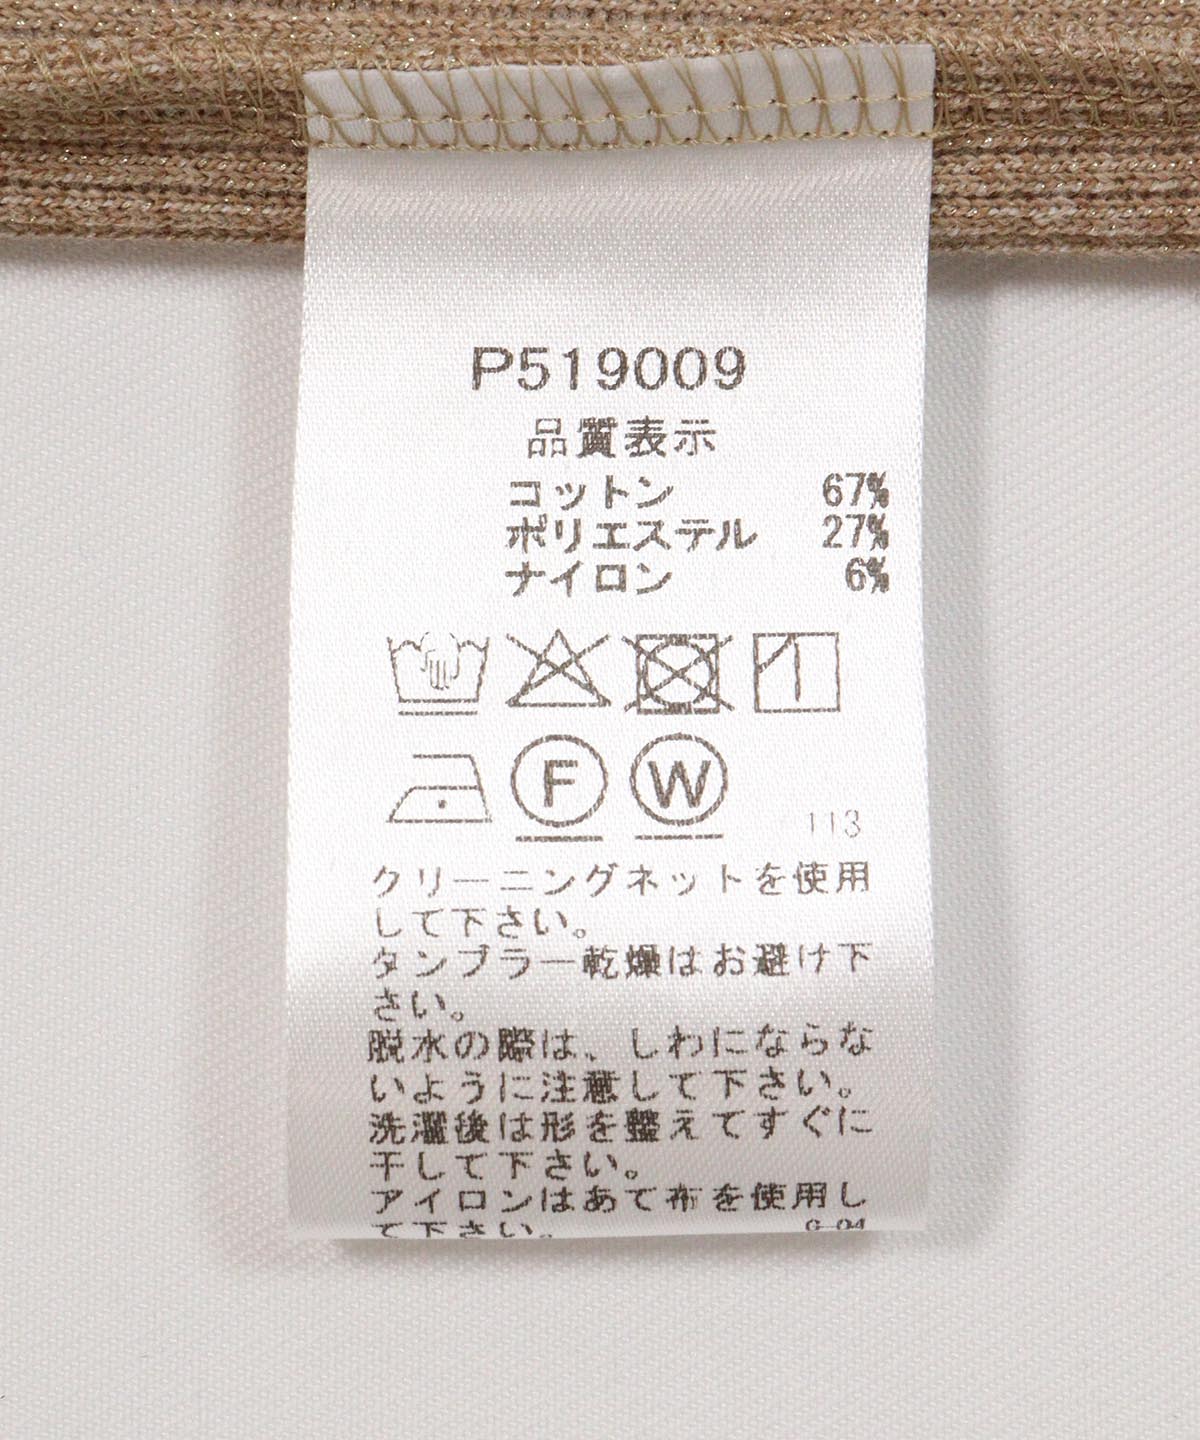 P519009
品質表示
コットン 67%
ポリエステル 27%
ナイロン 6%
F W
113
クリーニングネットを使用
して下さい。
タンブラー乾燥はお避け下
さい。
脱水の際は、しわにならな
いように注意して下さい。
洗濯後は形を整えてすぐに
干して下さい。
アイロンはあて布を使用し
て下さい。